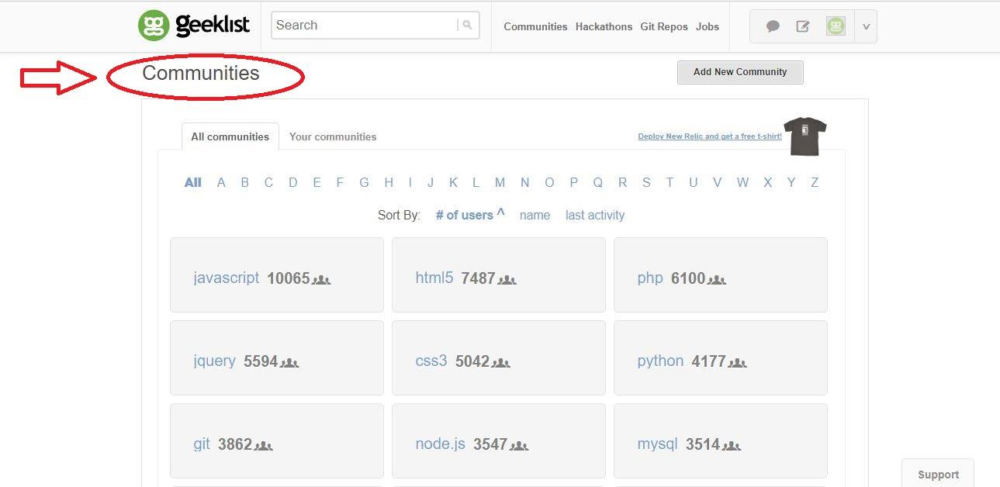 geeklist Search Communities Hackathons Git Repos Jobs
Communities Add New Community
All communities Your communities Deploy New Relic and get a free t-shirt!
All A B C D E F G H I J K L M N O P Q R S T U V W X Y Z
Sort By: # of users ^ name last activity
javascript 10065 html5 7487 php 6100
jquery 5594 css3 5042 python 4177
git 3862 node.js 3547 mysql 3514
Support